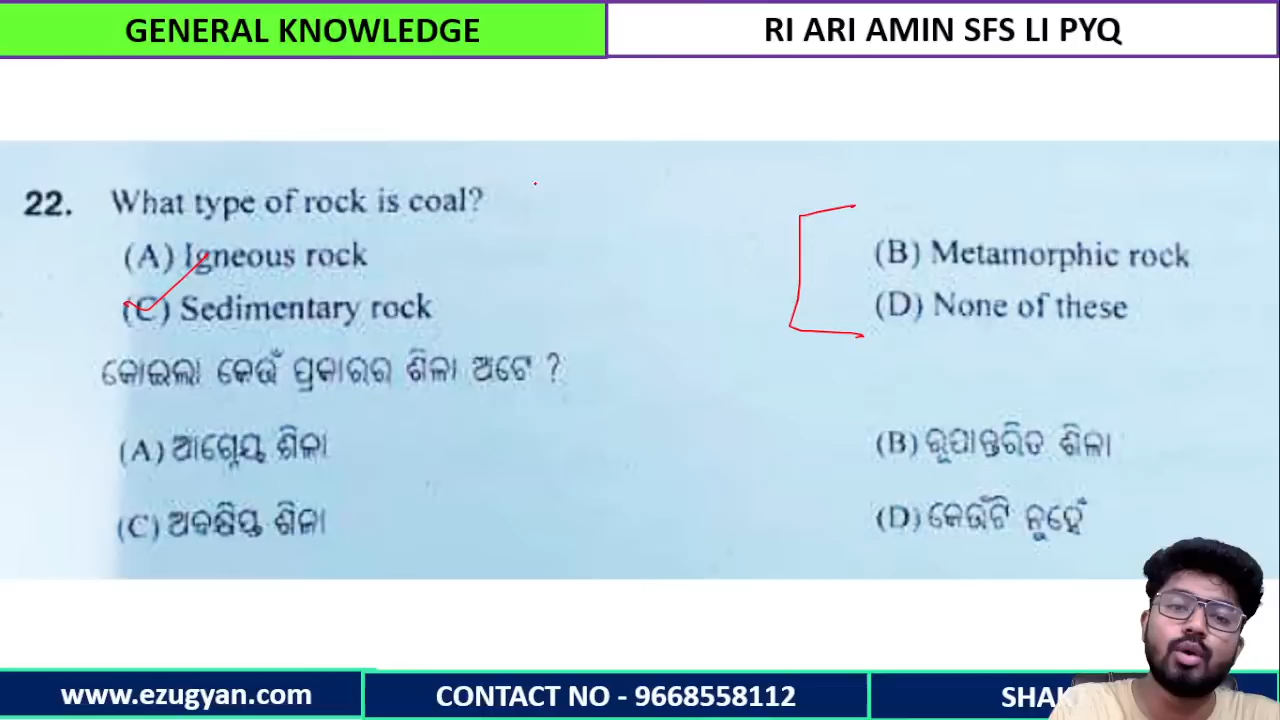 GENERAL KNOWLEDGE
RI ARI AMIN SFS LI PYQ
22. What type of rock is coal?
(A) Igneous rock
(B) Metamorphic rock
(C) Sedimentary rock
(D) None of these
କୋଇଲା କେଉଁ ପ୍ରକାରର ଶିଳା ଅଟେ ?
(A) ଆଗ୍ନେୟ ଶିଳା
(B) ରୂପାନ୍ତରିତ ଶିଳା
(C) ଅବକ୍ଷିପ୍ତ ଶିଳା
(D) କେଉଁଟି ନୁହେଁ
www.ezugyan.com
CONTACT NO - 9668558112